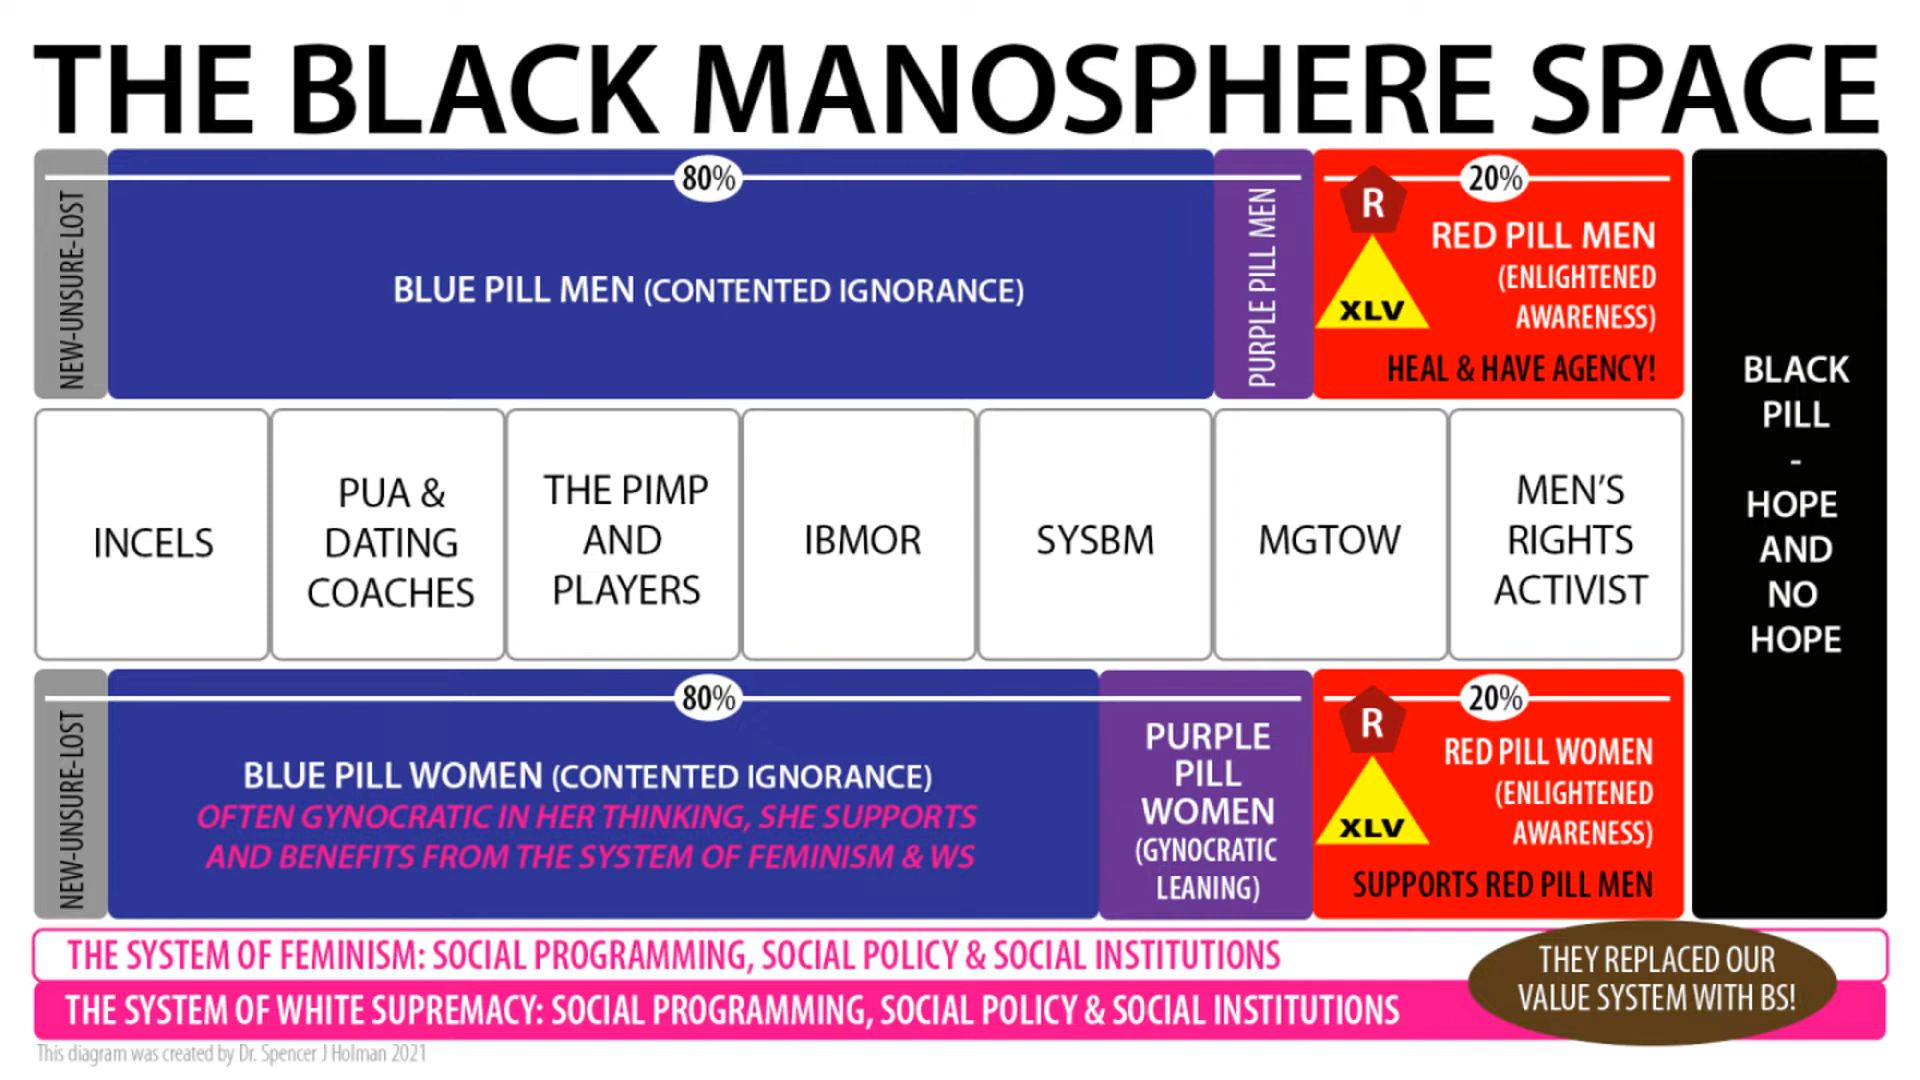 THE BLACK MANOSPHERE SPACE
NEW-UNSURE-LOST
80%
BLUE PILL MEN (CONTENTED IGNORANCE)
PURPLE PILL MEN
20%
R
XLV
RED PILL MEN
(ENLIGHTENED
AWARENESS)
HEAL & HAVE AGENCY!
INCELS
PUA &
DATING
COACHES
THE PIMP
AND
PLAYERS
IBMOR
SYSBM
MGTOW
MEN'S
RIGHTS
ACTIVIST
BLACK
PILL
-
HOPE
AND
NO
HOPE
NEW-UNSURE-LOST
80%
BLUE PILL WOMEN (CONTENTED IGNORANCE)
OFTEN GYNOCRATIC IN HER THINKING, SHE SUPPORTS
AND BENEFITS FROM THE SYSTEM OF FEMINISM & WS
PURPLE
PILL
WOMEN
(GYNOCRATIC
LEANING)
20%
R
XLV
RED PILL WOMEN
(ENLIGHTENED
AWARENESS)
SUPPORTS RED PILL MEN
THE SYSTEM OF FEMINISM: SOCIAL PROGRAMMING, SOCIAL POLICY & SOCIAL INSTITUTIONS
THE SYSTEM OF WHITE SUPREMACY: SOCIAL PROGRAMMING, SOCIAL POLICY & SOCIAL INSTITUTIONS
THEY REPLACED OUR
VALUE SYSTEM WITH BS!
This diagram was created by Dr. Spencer J Holman 2021